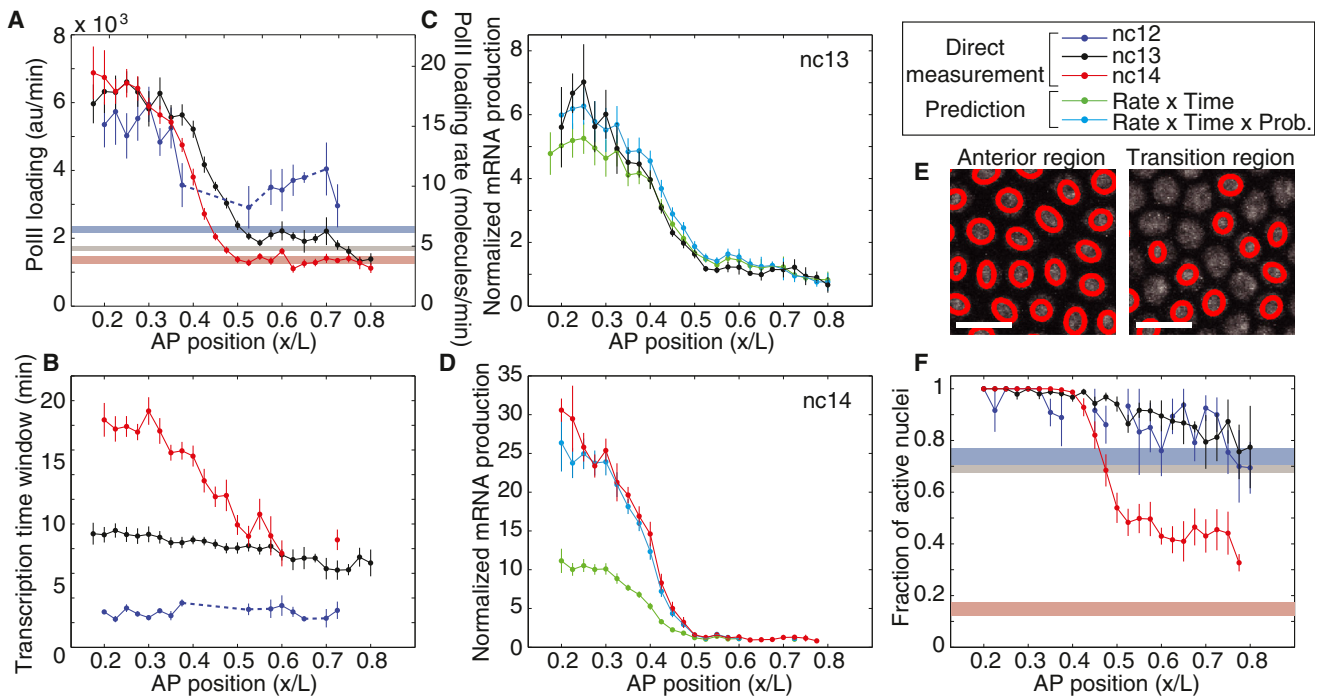 A
x 10³
8
6
4
2
0
PolII loading (au/min)
20
15
10
5
0
PolII loading rate (molecules/min)
0.2 0.3 0.4 0.5 0.6 0.7 0.8
AP position (x/L)
C
nc13
8
6
4
2
0
Normalized mRNA production
0.2 0.3 0.4 0.5 0.6 0.7 0.8
AP position (x/L)
Direct measurement
nc12
nc13
nc14
Prediction
Rate x Time
Rate x Time x Prob.
E
Anterior region
Transition region
B
20
15
10
5
0
Transcription time window (min)
0.2 0.3 0.4 0.5 0.6 0.7 0.8
AP position (x/L)
D
nc14
35
30
25
20
15
10
5
0
Normalized mRNA production
0.2 0.3 0.4 0.5 0.6 0.7 0.8
AP position (x/L)
F
1
0.8
0.6
0.4
0.2
0
Fraction of active nuclei
0.2 0.3 0.4 0.5 0.6 0.7 0.8
AP position (x/L)